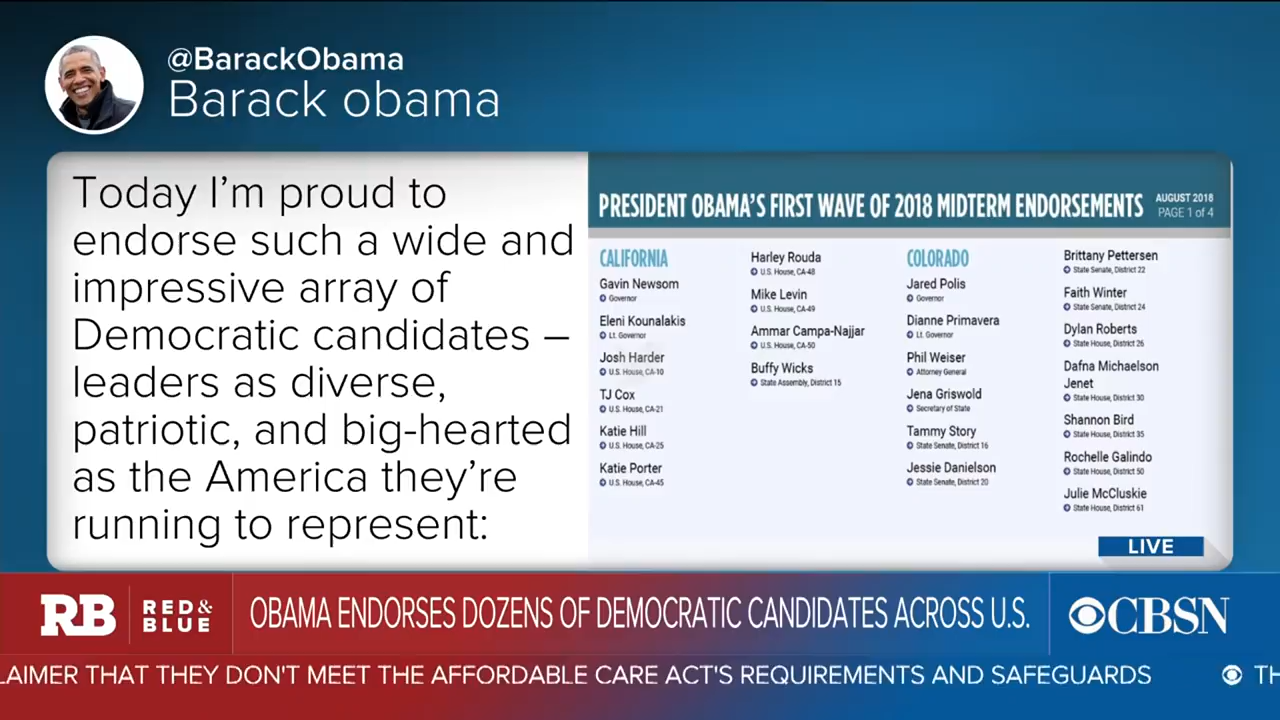 @BarackObama
Barack obama
Today I'm proud to
endorse such a wide and
impressive array of
Democratic candidates –
leaders as diverse,
patriotic, and big-hearted
as the America they're
running to represent:
PRESIDENT OBAMA'S FIRST WAVE OF 2018 MIDTERM ENDORSEMENTS
AUGUST 2018
PAGE 1 of 4
CALIFORNIA
Gavin Newsom
Governor
Eleni Kounalakis
Lt. Governor
Josh Harder
U.S. House, CA-10
TJ Cox
U.S. House, CA-21
Katie Hill
U.S. House, CA-25
Katie Porter
U.S. House, CA-45
Harley Rouda
U.S. House, CA-48
Mike Levin
U.S. House, CA-49
Ammar Campa-Najjar
U.S. House, CA-50
Buffy Wicks
State Assembly, District 15
COLORADO
Jared Polis
Governor
Dianne Primavera
Lt. Governor
Phil Weiser
Attorney General
Jena Griswold
Secretary of State
Tammy Story
State Senate, District 16
Jessie Danielson
State Senate, District 20
Brittany Pettersen
State Senate, District 22
Faith Winter
State Senate, District 24
Dylan Roberts
State House, District 26
Dafna Michaelson
Jenet
State House, District 30
Shannon Bird
State House, District 35
Rochelle Galindo
State House, District 50
Julie McCluskie
State House, District 61
LIVE
RB
RED &
BLUE
OBAMA ENDORSES DOZENS OF DEMOCRATIC CANDIDATES ACROSS U.S.
CBSN
LAIMER THAT THEY DON'T MEET THE AFFORDABLE CARE ACT'S REQUIREMENTS AND SAFEGUARDS
TH